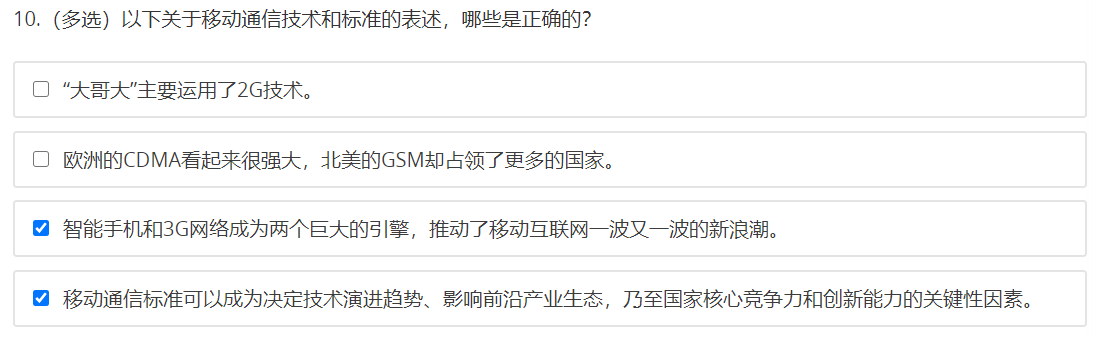 10.（多选）以下关于移动通信技术和标准的表述，哪些是正确的？
“大哥大”主要运用了2G技术。
欧洲的CDMA看起来很强大，北美的GSM却占领了更多的国家。
智能手机和3G网络成为两个巨大的引擎，推动了移动互联网一波又一波的新浪潮。
移动通信标准可以成为决定技术演进趋势、影响前沿产业生态，乃至国家核心竞争力和创新能力的关键性因素。